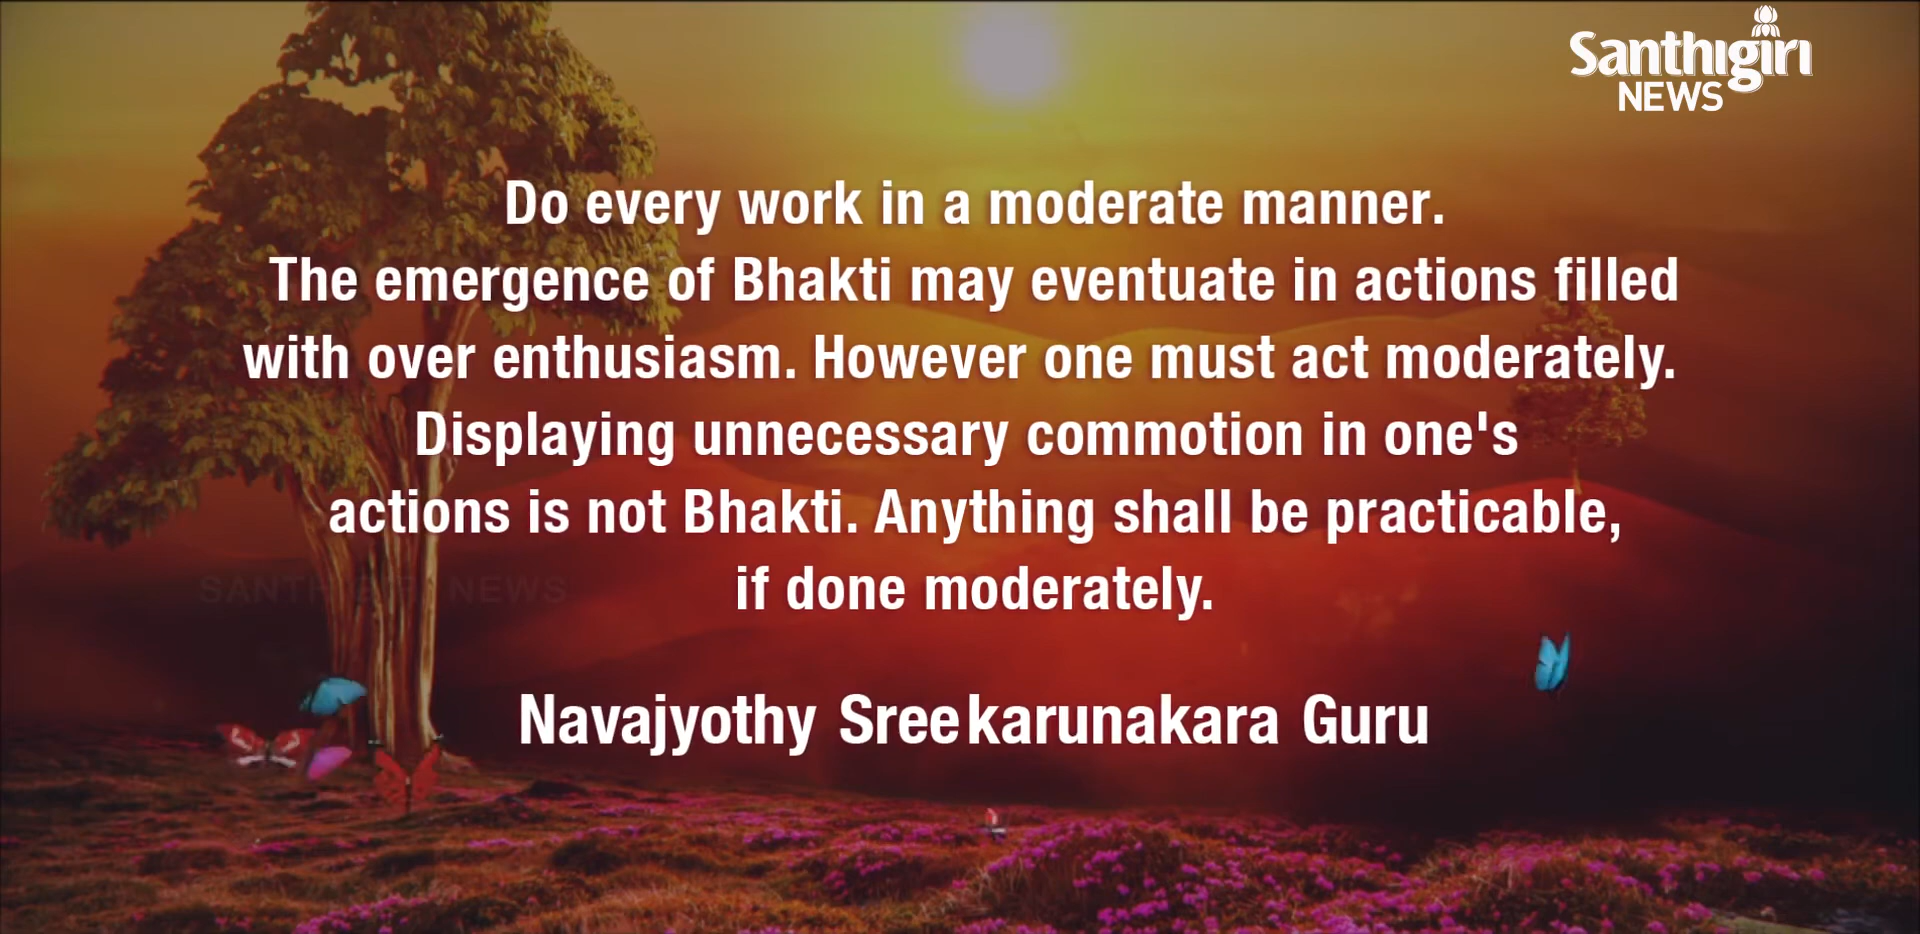 Santhigiri
NEWS
Do every work in a moderate manner.
The emergence of Bhakti may eventuate in actions filled
with over enthusiasm. However one must act moderately.
Displaying unnecessary commotion in one's
actions is not Bhakti. Anything shall be practicable,
if done moderately.
SANTHIGIRI NEWS
Navajyothy Sreekarunakara Guru